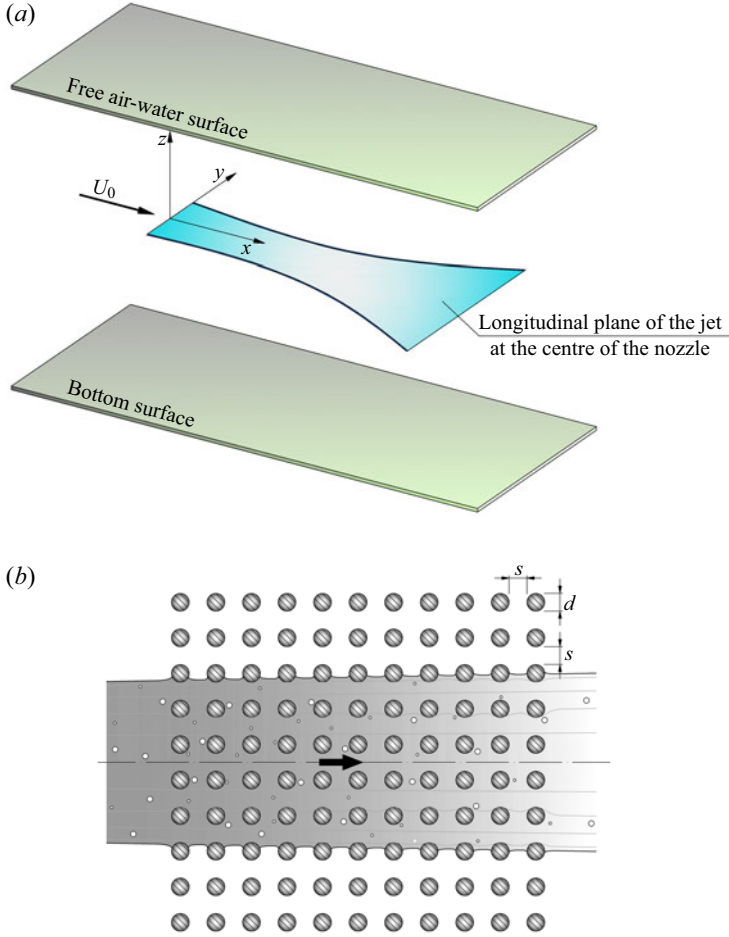 (a)
Free air-water surface
z
y
U0
x
Longitudinal plane of the jet
at the centre of the nozzle
Bottom surface
(b)
s
d
s